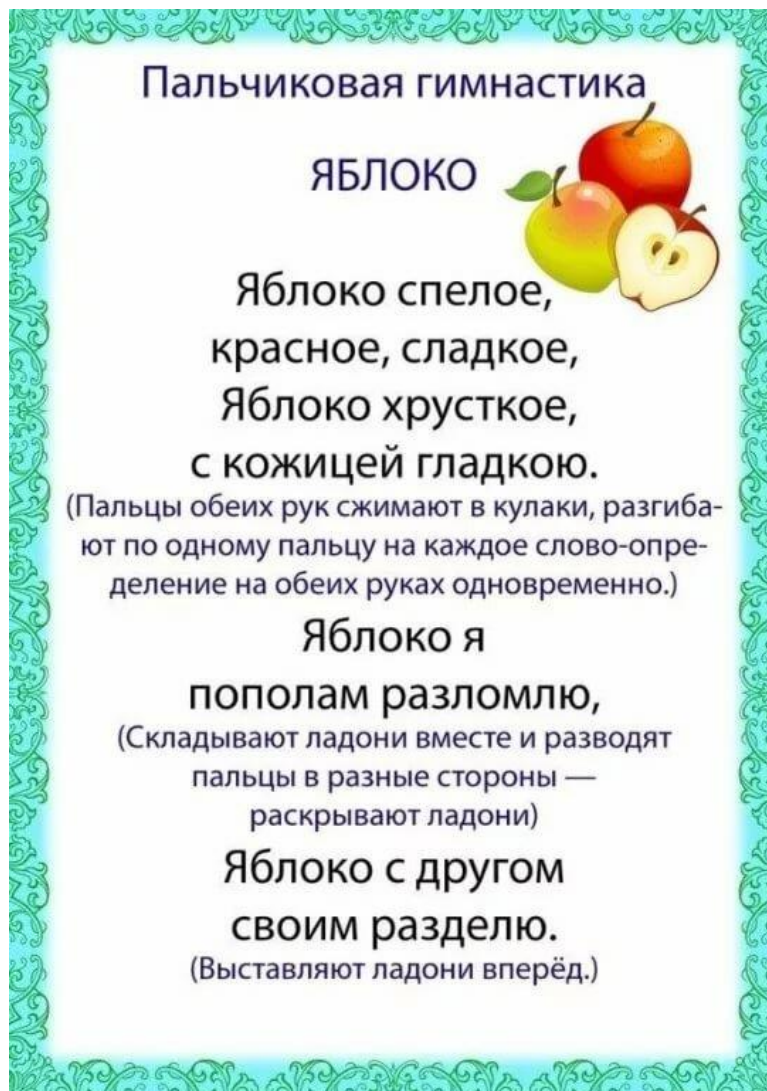 Пальчиковая гимнастика
ЯБЛОКО
Яблоко спелое,
красное, сладкое,
Яблоко хрусткое,
с кожицей гладкою.
(Пальцы обеих рук сжимают в кулаки, разгиба-
ют по одному пальцу на каждое слово-опре-
деление на обеих руках одновременно.)
Яблоко я
пополам разломлю,
(Складывают ладони вместе и разводят
пальцы в разные стороны —
раскрывают ладони)
Яблоко с другом
своим разделю.
(Выставляют ладони вперёд.)